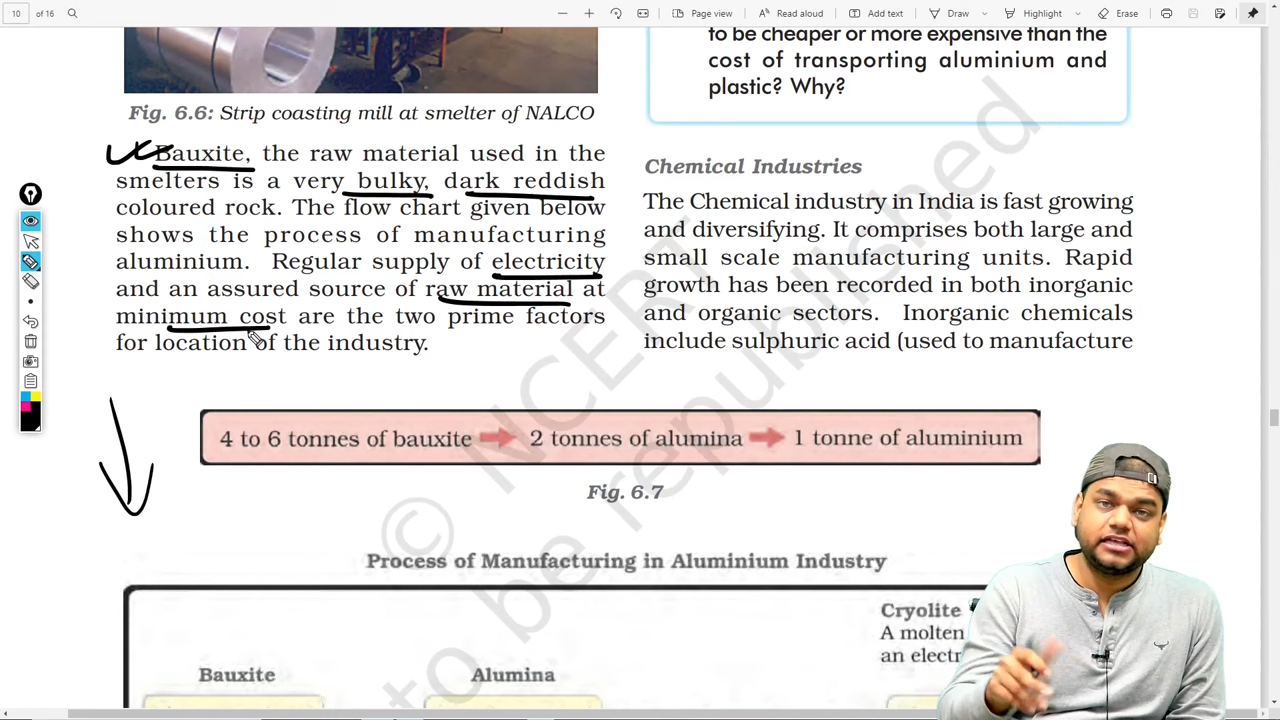 10 of 16
Page view
Read aloud
Add text
Draw
Highlight
Erase
to be cheaper or more expensive than the
cost of transporting aluminium and
plastic? Why?
Fig. 6.6: Strip coasting mill at smelter of NALCO
Bauxite, the raw material used in the
smelters is a very bulky, dark reddish
coloured rock. The flow chart given below
shows the process of manufacturing
aluminium. Regular supply of electricity
and an assured source of raw material at
minimum cost are the two prime factors
for location of the industry.
Chemical Industries
The Chemical industry in India is fast growing
and diversifying. It comprises both large and
small scale manufacturing units. Rapid
growth has been recorded in both inorganic
and organic sectors. Inorganic chemicals
include sulphuric acid (used to manufacture
4 to 6 tonnes of bauxite 2 tonnes of alumina 1 tonne of aluminium
Fig. 6.7
Process of Manufacturing in Aluminium Industry
Cryolite
A molten
an electr
Bauxite
Alumina
© NCERT
to be republished